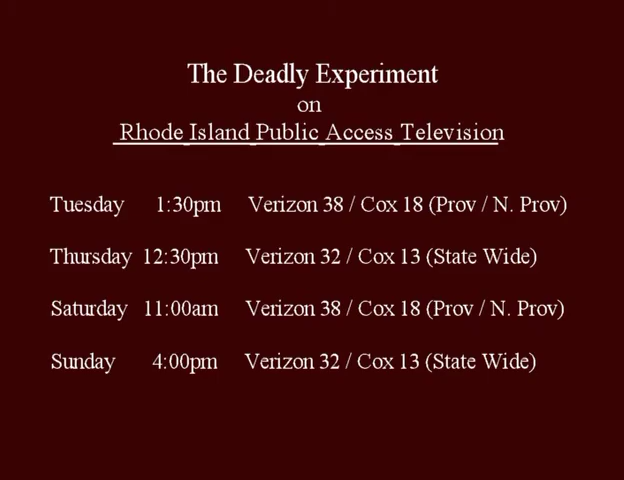 The Deadly Experiment
on
Rhode Island Public Access Television
Tuesday 1:30pm Verizon 38 / Cox 18 (Prov / N. Prov)
Thursday 12:30pm Verizon 32 / Cox 13 (State Wide)
Saturday 11:00am Verizon 38 / Cox 18 (Prov / N. Prov)
Sunday 4:00pm Verizon 32 / Cox 13 (State Wide)